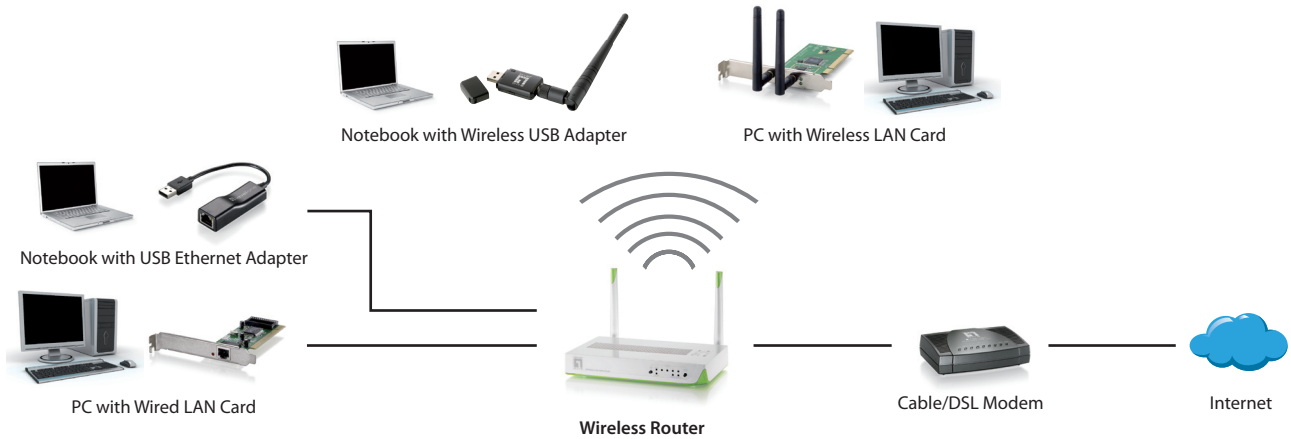 Notebook with Wireless USB Adapter
PC with Wireless LAN Card
Notebook with USB Ethernet Adapter
PC with Wired LAN Card
Wireless Router
Cable/DSL Modem
Internet